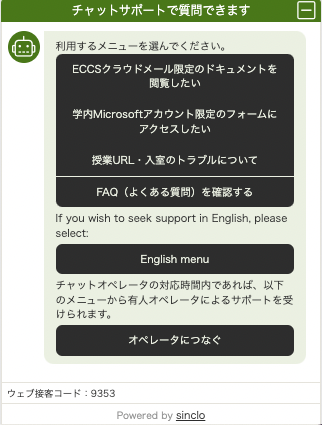 チャットサポートで質問できます
利用するメニューを選んでください。
ECCSクラウドメール限定のドキュメントを
閲覧したい
学内Microsoftアカウント限定のフォームに
アクセスしたい
授業URL・入室のトラブルについて
FAQ（よくある質問）を確認する
If you wish to seek support in English, please
select:
English menu
チャットオペレータの対応時間内であれば、以下
のメニューから有人オペレータによるサポートを受
けられます。
オペレータにつなぐ
ウェブ接客コード：9353
Powered by sinclo